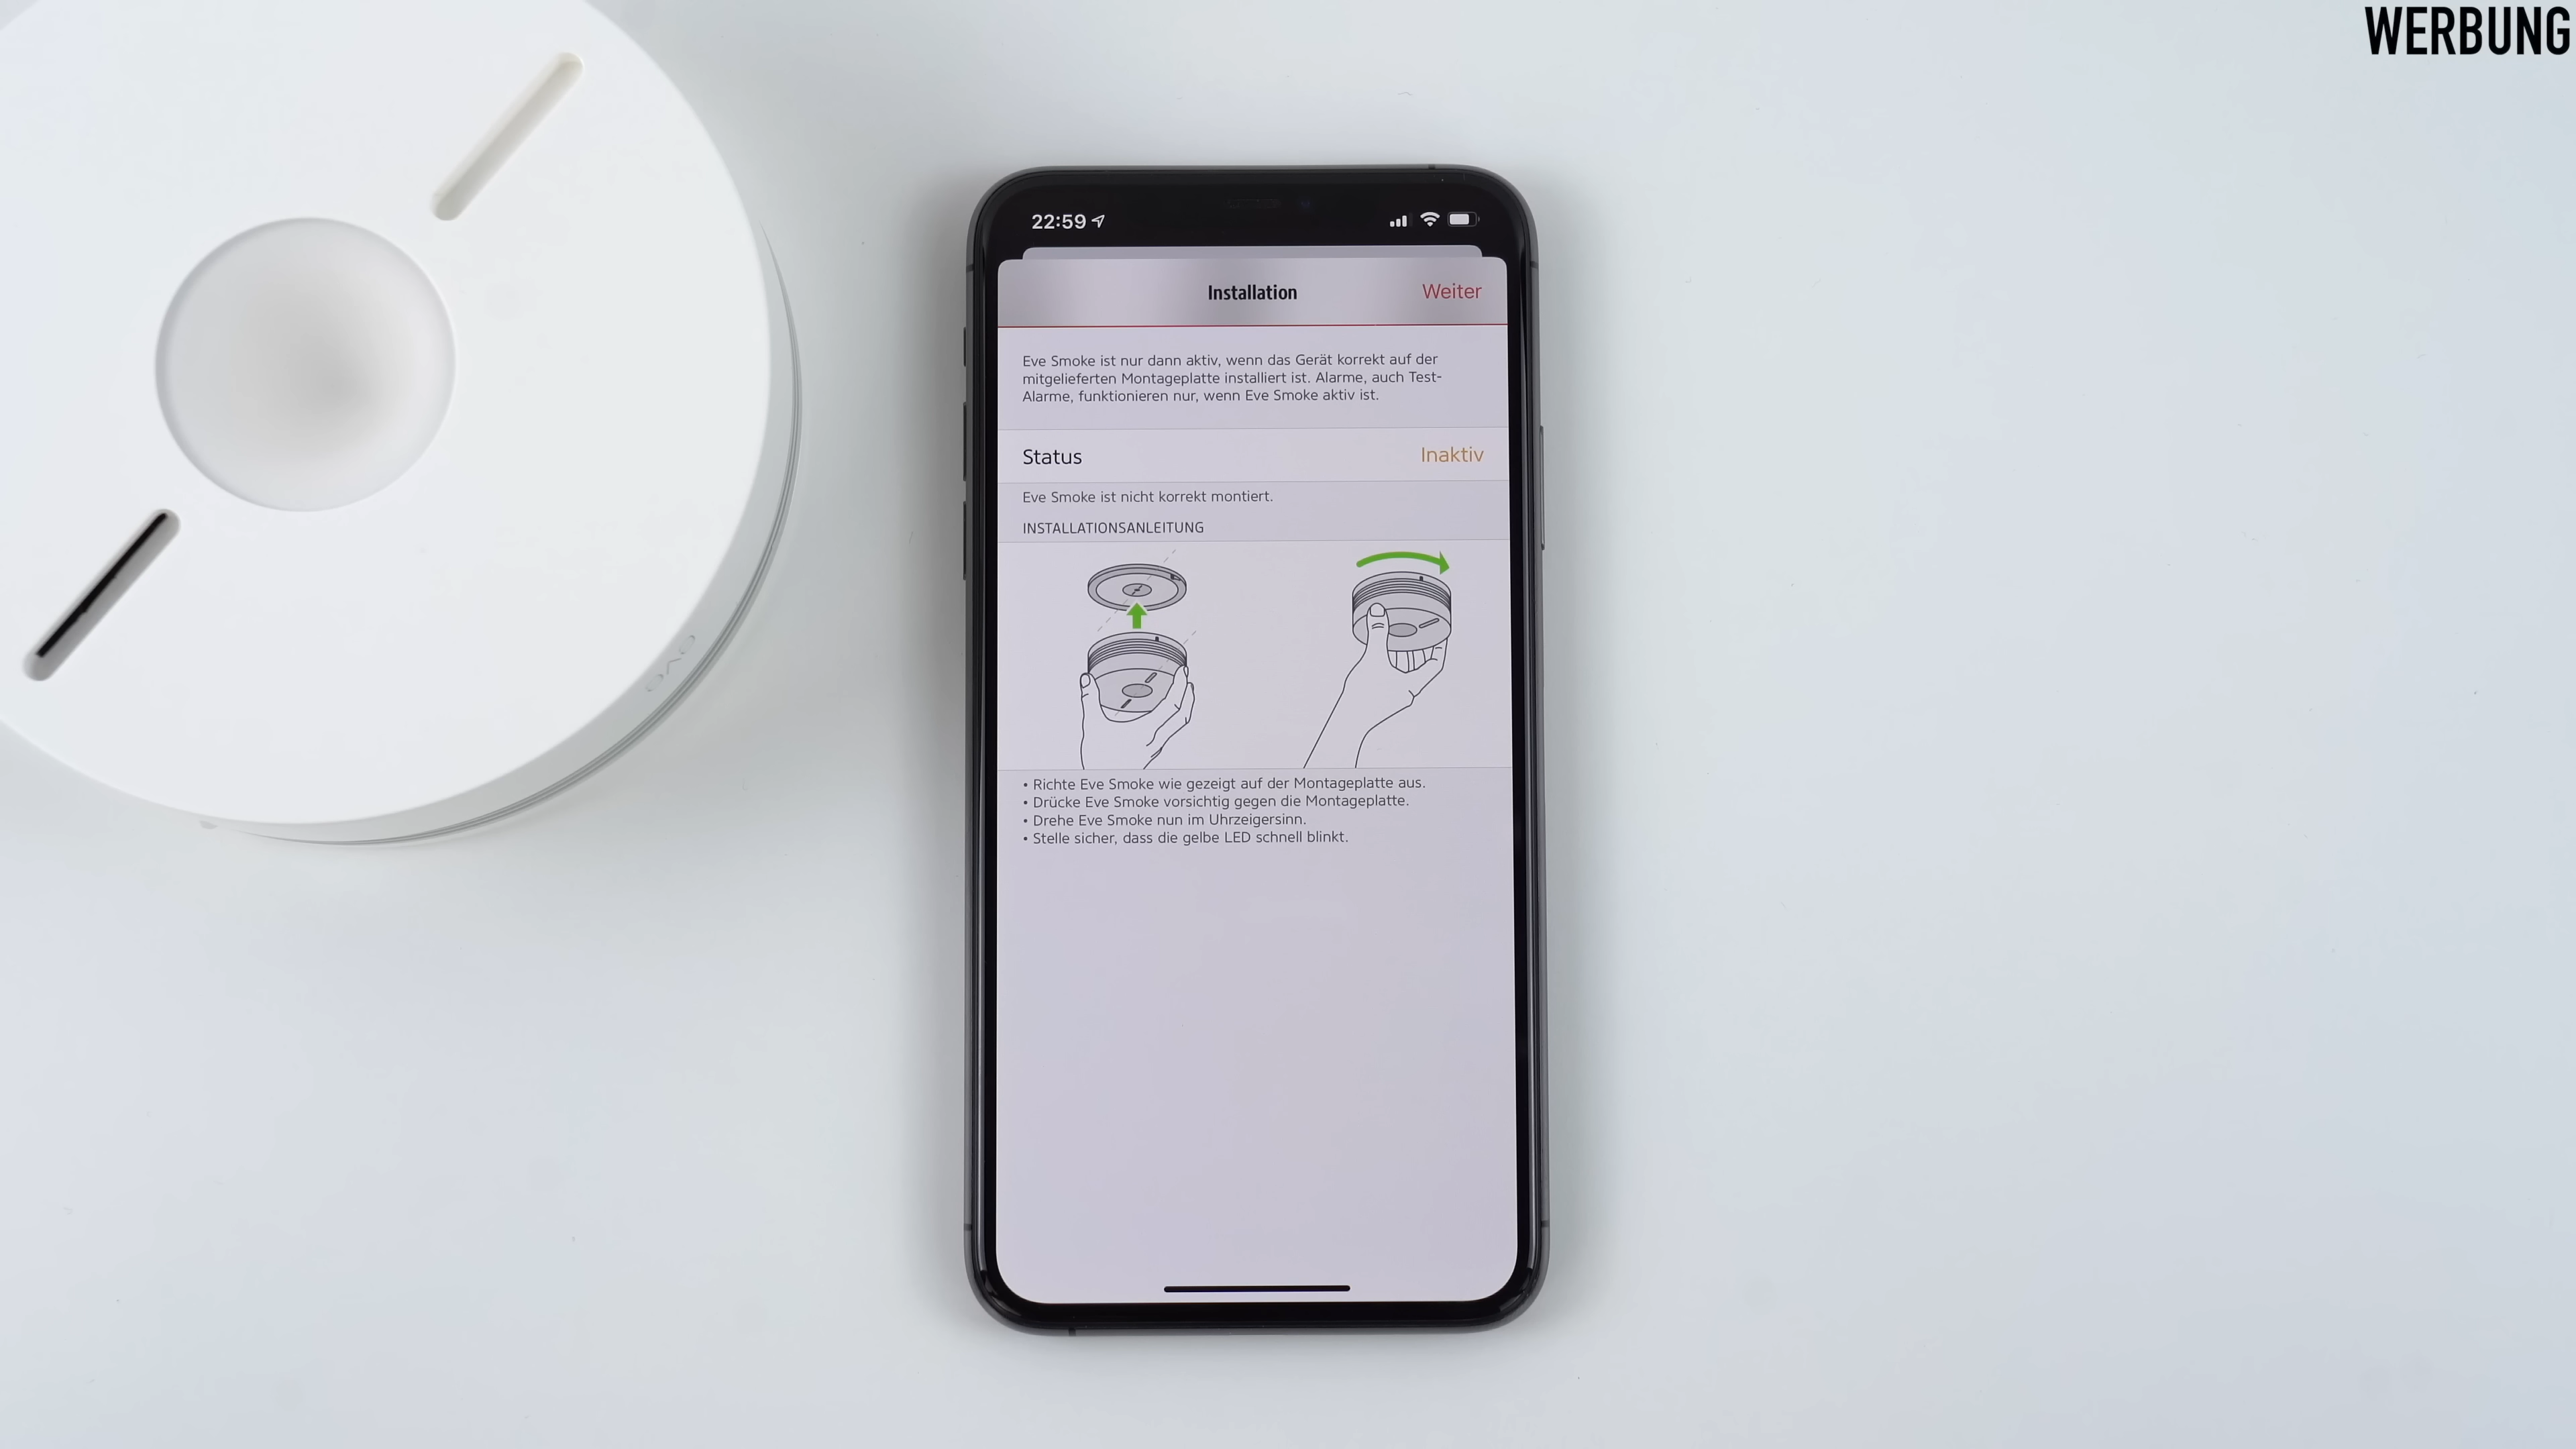 WERBUNG
22:59
Installation
Weiter
Eve Smoke ist nur dann aktiv, wenn das Gerät korrekt auf der
mitgelieferten Montageplatte installiert ist. Alarme, auch Test-
Alarme, funktionieren nur, wenn Eve Smoke aktiv ist.
Status
Inaktiv
Eve Smoke ist nicht korrekt montiert.
INSTALLATIONSANLEITUNG
• Richte Eve Smoke wie gezeigt auf der Montageplatte aus.
• Drücke Eve Smoke vorsichtig gegen die Montageplatte.
• Drehe Eve Smoke nun im Uhrzeigersinn.
• Stelle sicher, dass die gelbe LED schnell blinkt.
eve